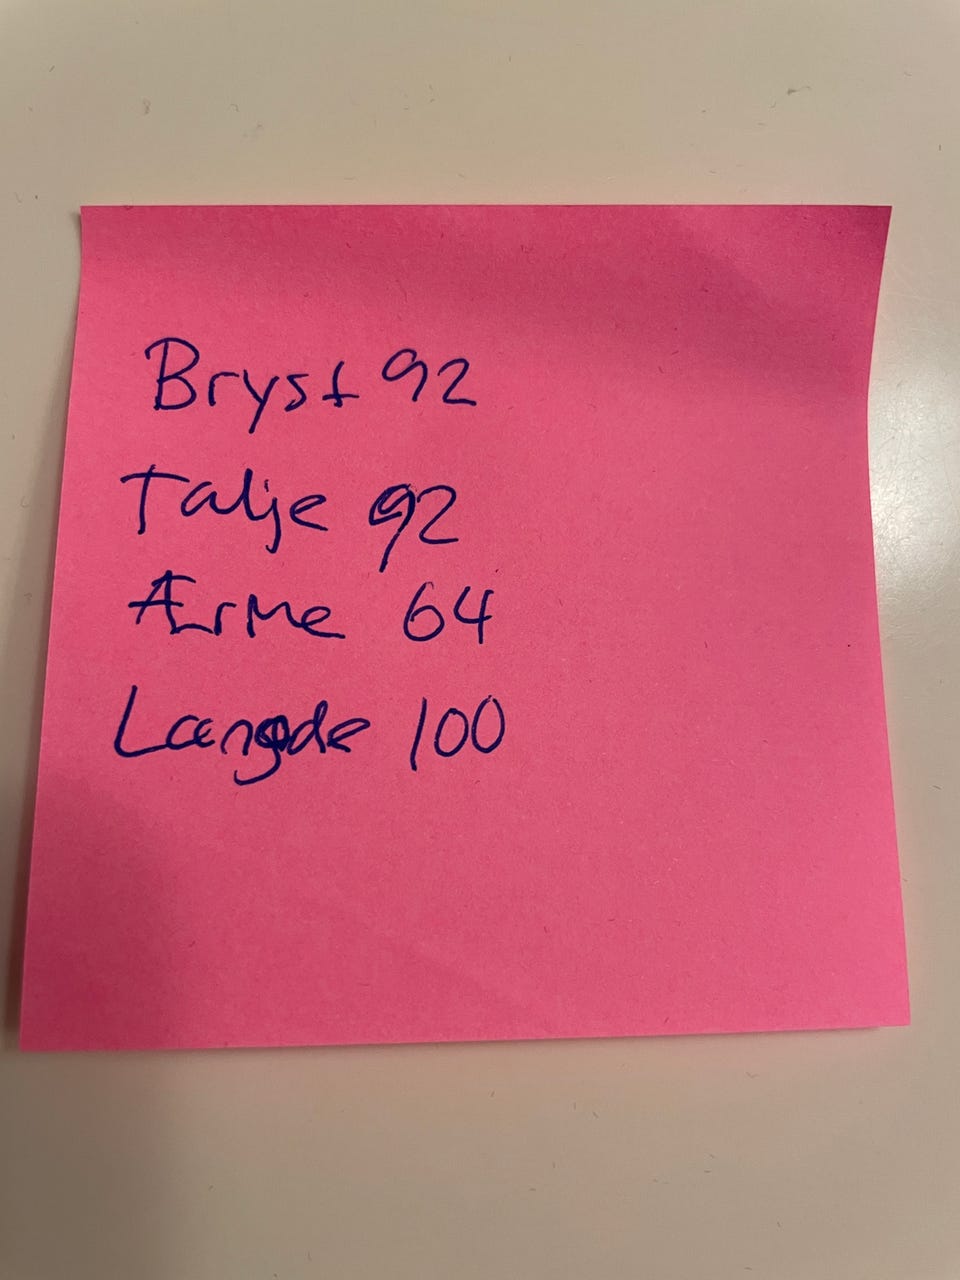 Bryst 92
Talje 92
Ærme 64
Længde 100